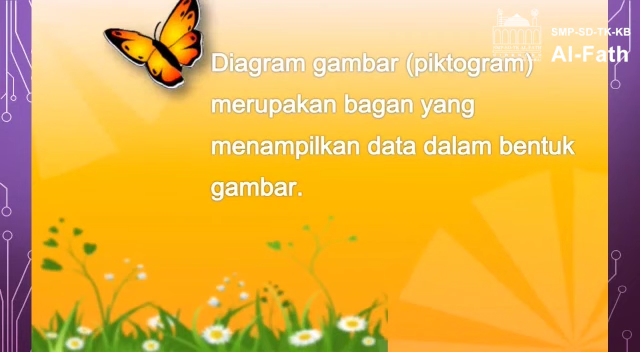 SMP-SD-TK-KB
Al-Fath
Diagram gambar (piktogram)
merupakan bagan yang
menampilkan data dalam bentuk
gambar.